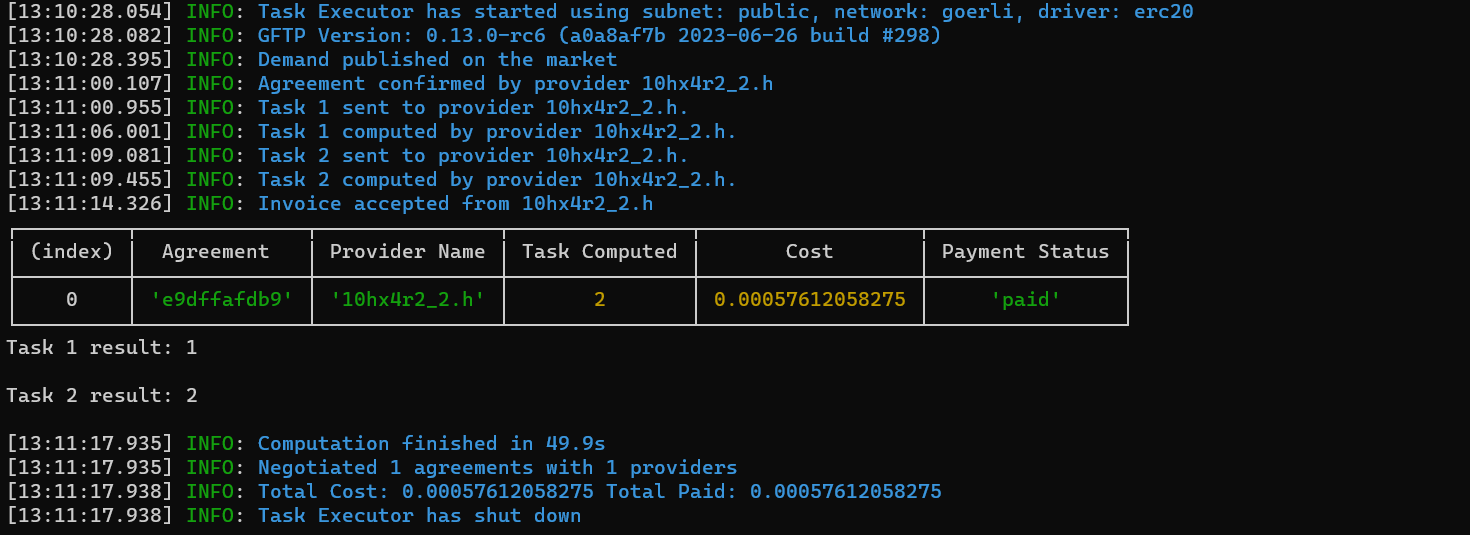 [13:10:28.054] INFO: Task Executor has started using subnet: public, network: goerli, driver: erc20
[13:10:28.082] INFO: GFTP Version: 0.13.0-rc6 (a0a8af7b 2023-06-26 build #298)
[13:10:28.395] INFO: Demand published on the market
[13:11:00.107] INFO: Agreement confirmed by provider 10hx4r2_2.h
[13:11:00.955] INFO: Task 1 sent to provider 10hx4r2_2.h.
[13:11:06.001] INFO: Task 1 computed by provider 10hx4r2_2.h.
[13:11:09.081] INFO: Task 2 sent to provider 10hx4r2_2.h.
[13:11:09.455] INFO: Task 2 computed by provider 10hx4r2_2.h.
[13:11:14.326] INFO: Invoice accepted from 10hx4r2_2.h
(index) Agreement Provider Name Task Computed Cost Payment Status
0 'e9dffafdb9' '10hx4r2_2.h' 2 0.00057612058275 'paid'
Task 1 result: 1
Task 2 result: 2
[13:11:17.935] INFO: Computation finished in 49.9s
[13:11:17.935] INFO: Negotiated 1 agreements with 1 providers
[13:11:17.938] INFO: Total Cost: 0.00057612058275 Total Paid: 0.00057612058275
[13:11:17.938] INFO: Task Executor has shut down